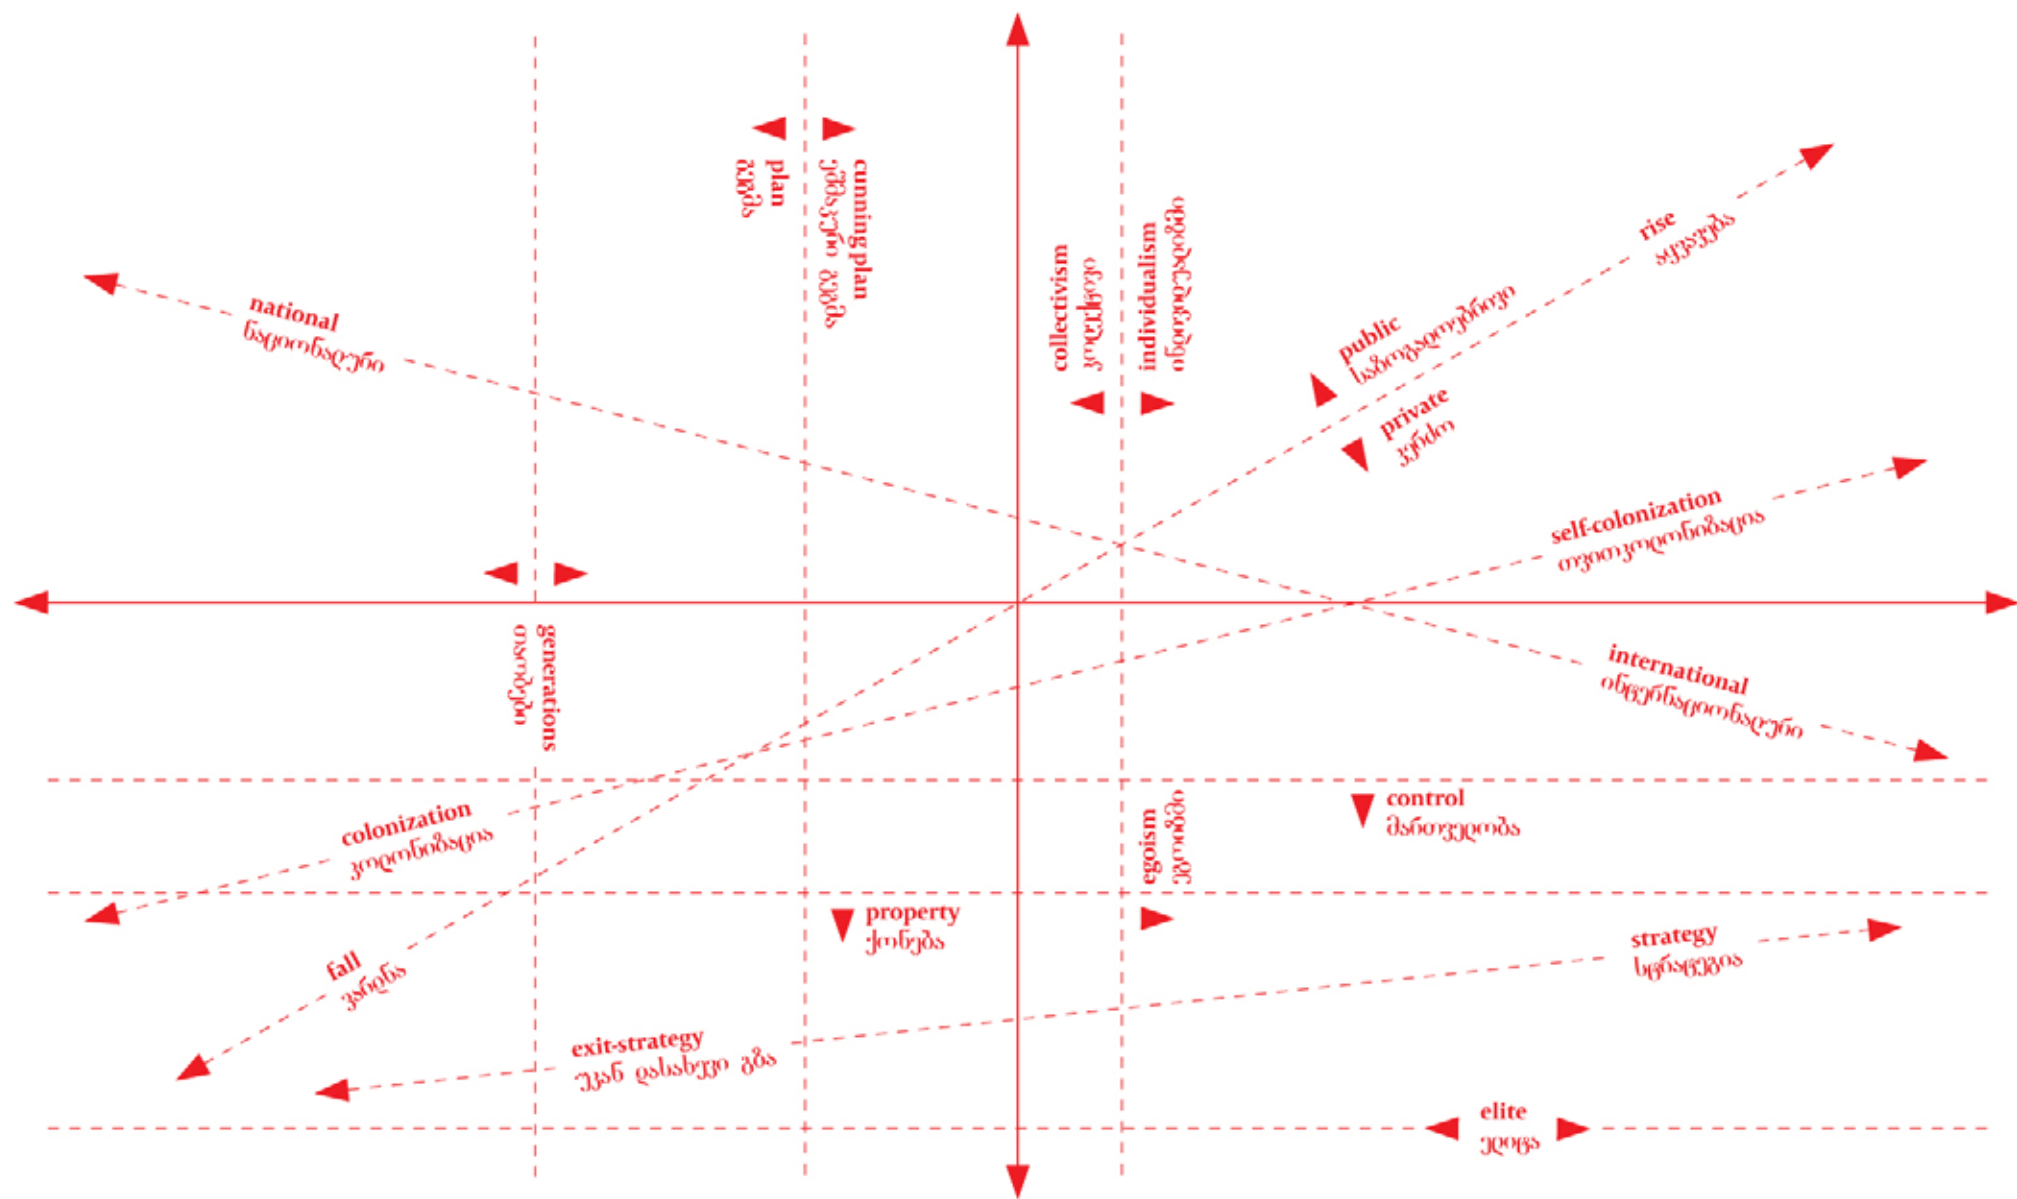 plan
გეგმა
cunning plan
ეშმაკური გეგმა
collectivism
კოლექტივი
individualism
ინდივიდუალიზმი
rise
აყვავება
national
ნაციონალური
public
საზოგადოებრივი
private
კერძო
self-colonization
თვითკოლონიზაცია
generations
თაობები
international
ინტერნაციონალური
colonization
კოლონიზაცია
control
მართველობა
egoism
ეგოიზმი
property
ქონება
fall
ვარდნა
strategy
სტრატეგია
exit-strategy
უკან დასახევი გზა
elite
ელიტა